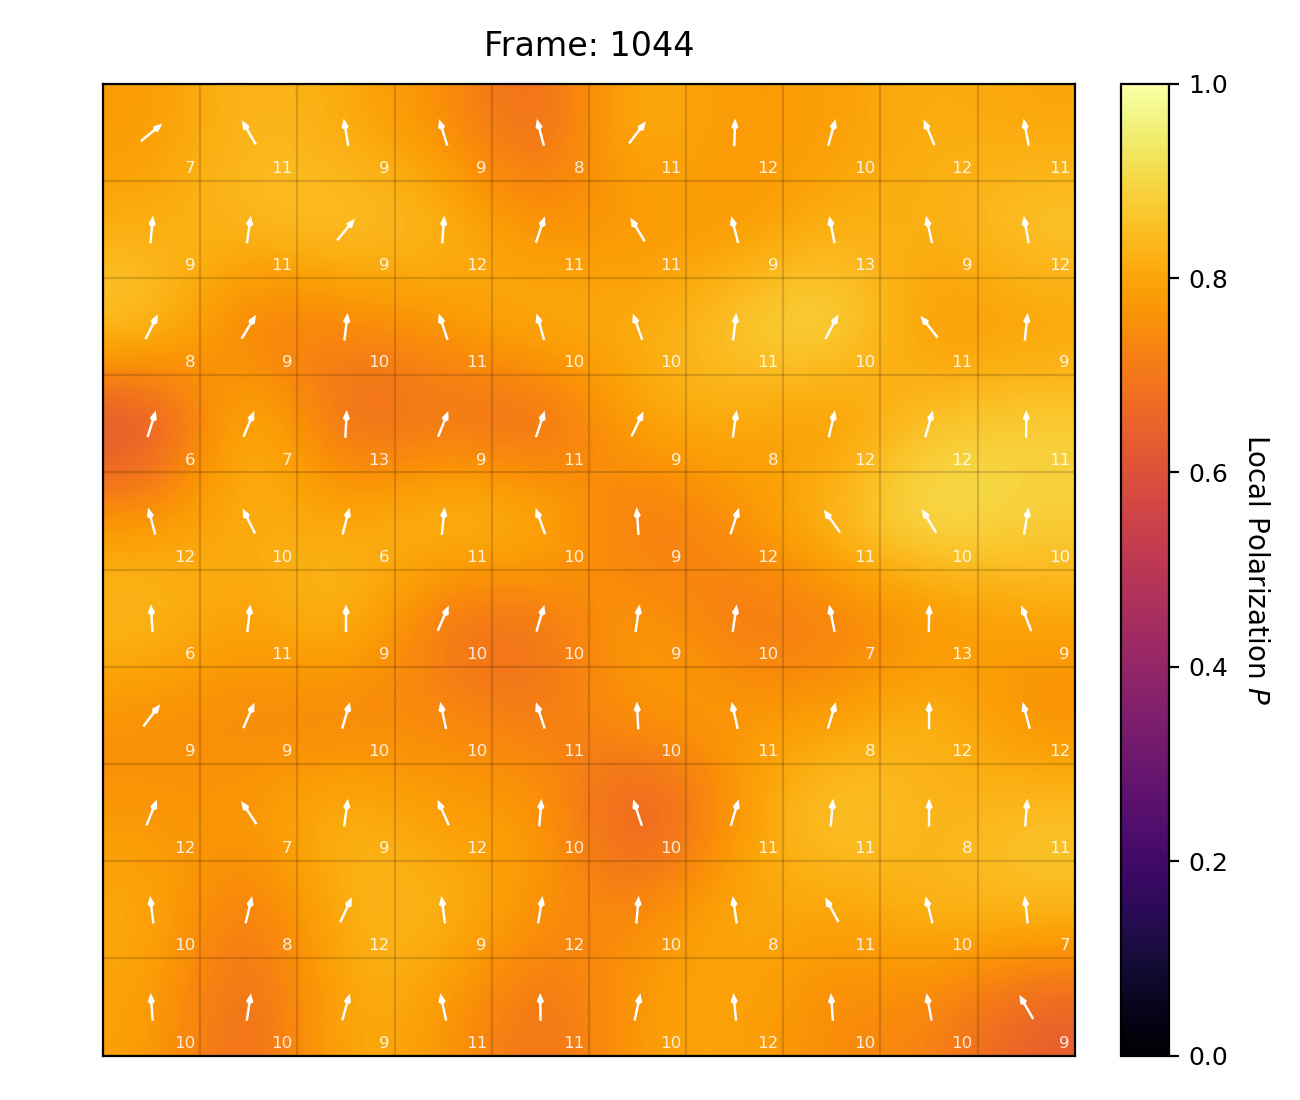 Frame: 1044
7 11 9 9 8 11 12 10 12 11
9 11 9 12 11 11 9 13 9 12
8 9 10 11 10 10 11 10 11 9
6 7 13 9 11 9 8 12 12 11
12 10 6 11 10 9 12 11 10 10
6 11 9 10 10 9 10 7 13 9
9 9 10 10 11 10 11 8 12 12
12 7 9 12 10 10 11 11 8 11
10 8 12 9 12 10 8 11 10 7
10 10 9 11 11 10 12 10 10 9
1.0
0.8
0.6
0.4
0.2
0.0
Local Polarization P